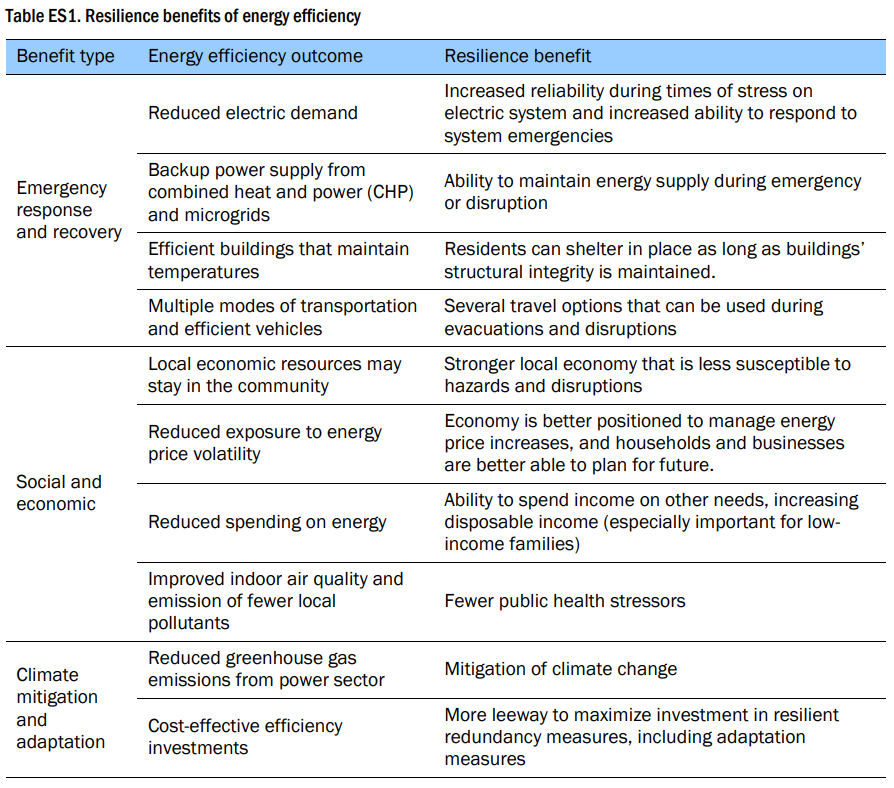 Table ES1. Resilience benefits of energy efficiency
Benefit type Energy efficiency outcome Resilience benefit
Emergency
response
and recovery
Reduced electric demand
Increased reliability during times of stress on
electric system and increased ability to respond to
system emergencies
Backup power supply from
combined heat and power (CHP)
and microgrids
Ability to maintain energy supply during emergency
or disruption
Efficient buildings that maintain
temperatures
Residents can shelter in place as long as buildings’
structural integrity is maintained.
Multiple modes of transportation
and efficient vehicles
Several travel options that can be used during
evacuations and disruptions
Social and
economic
Local economic resources may
stay in the community
Stronger local economy that is less susceptible to
hazards and disruptions
Reduced exposure to energy
price volatility
Economy is better positioned to manage energy
price increases, and households and businesses
are better able to plan for future.
Reduced spending on energy
Ability to spend income on other needs, increasing
disposable income (especially important for low-
income families)
Improved indoor air quality and
emission of fewer local
pollutants
Fewer public health stressors
Climate
mitigation
and
adaptation
Reduced greenhouse gas
emissions from power sector
Mitigation of climate change
Cost-effective efficiency
investments
More leeway to maximize investment in resilient
redundancy measures, including adaptation
measures